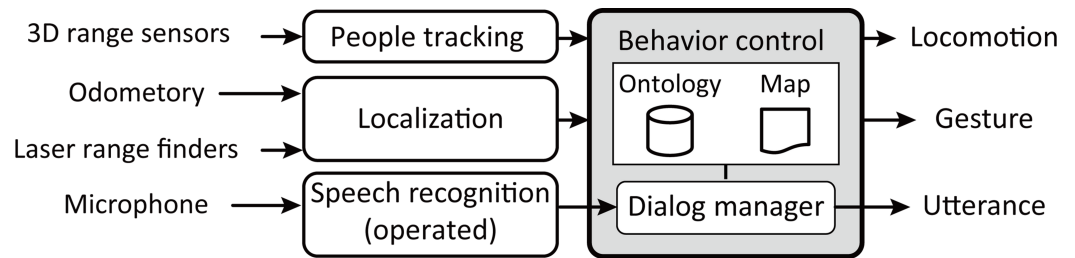 3D range sensors
Odometory
Laser range finders
Microphone
People tracking
Localization
Speech recognition
(operated)
Behavior control
Ontology
Map
Dialog manager
Locomotion
Gesture
Utterance